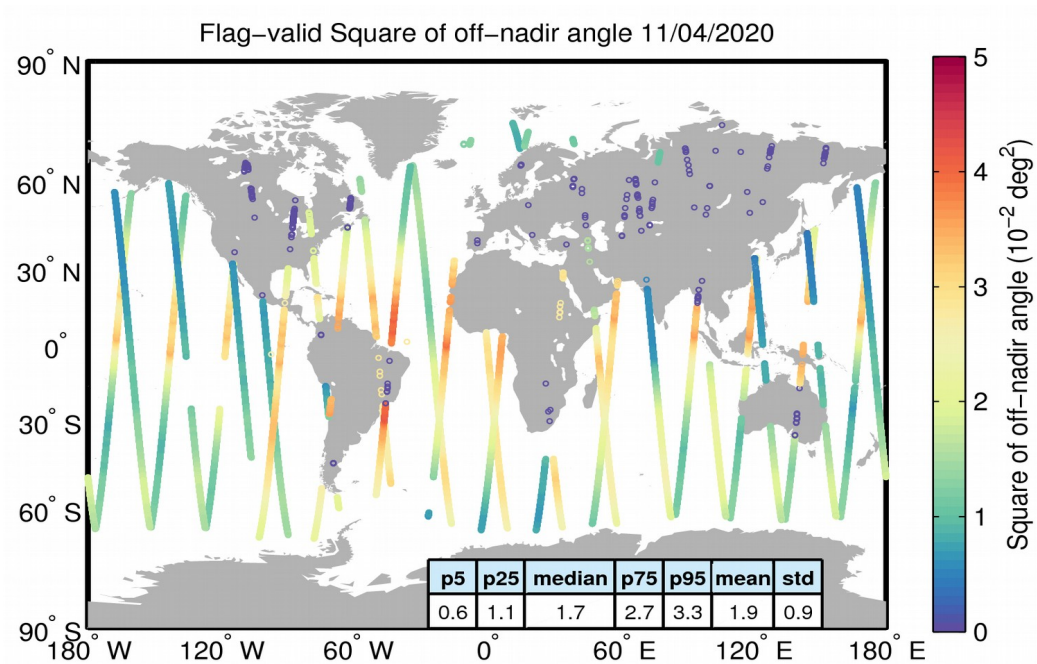 Flag−valid Square of off−nadir angle 11/04/2020
90° N
60° N
30° N
0°
30° S
60° S
90° S
180° W
120° W
60° W
0°
60° E
120° E
180° E
p5 p25 median p75 p95 mean std
0.6 1.1 1.7 2.7 3.3 1.9 0.9
5
4
3
2
1
0
Square of off−nadir angle (10⁻² deg²)